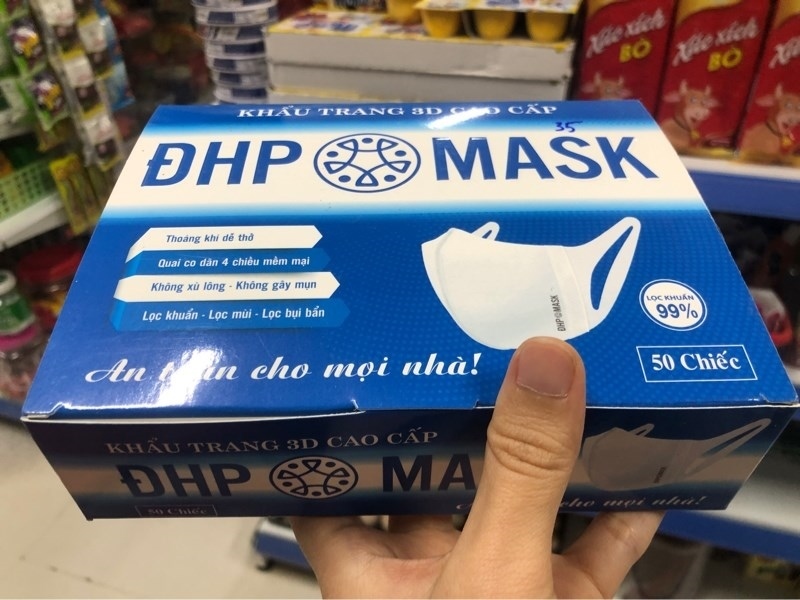 KHẨU TRANG 3D CAO CẤP
35
ĐHP MASK
Thoáng khí dễ thở
Quai co dãn 4 chiều mềm mại
Không xù lông - Không gây mụn
Lọc khuẩn - Lọc mùi - Lọc bụi bẩn
ĐHP MASK
LỌC KHUẨN
99%
50 Chiếc
An toàn cho mọi nhà!
KHẨU TRANG 3D CAO CẤP
ĐHP MA
50 Chiếc
cho mọi nhà!
Xúc xích
BÒ
Xúc xích
BÒ